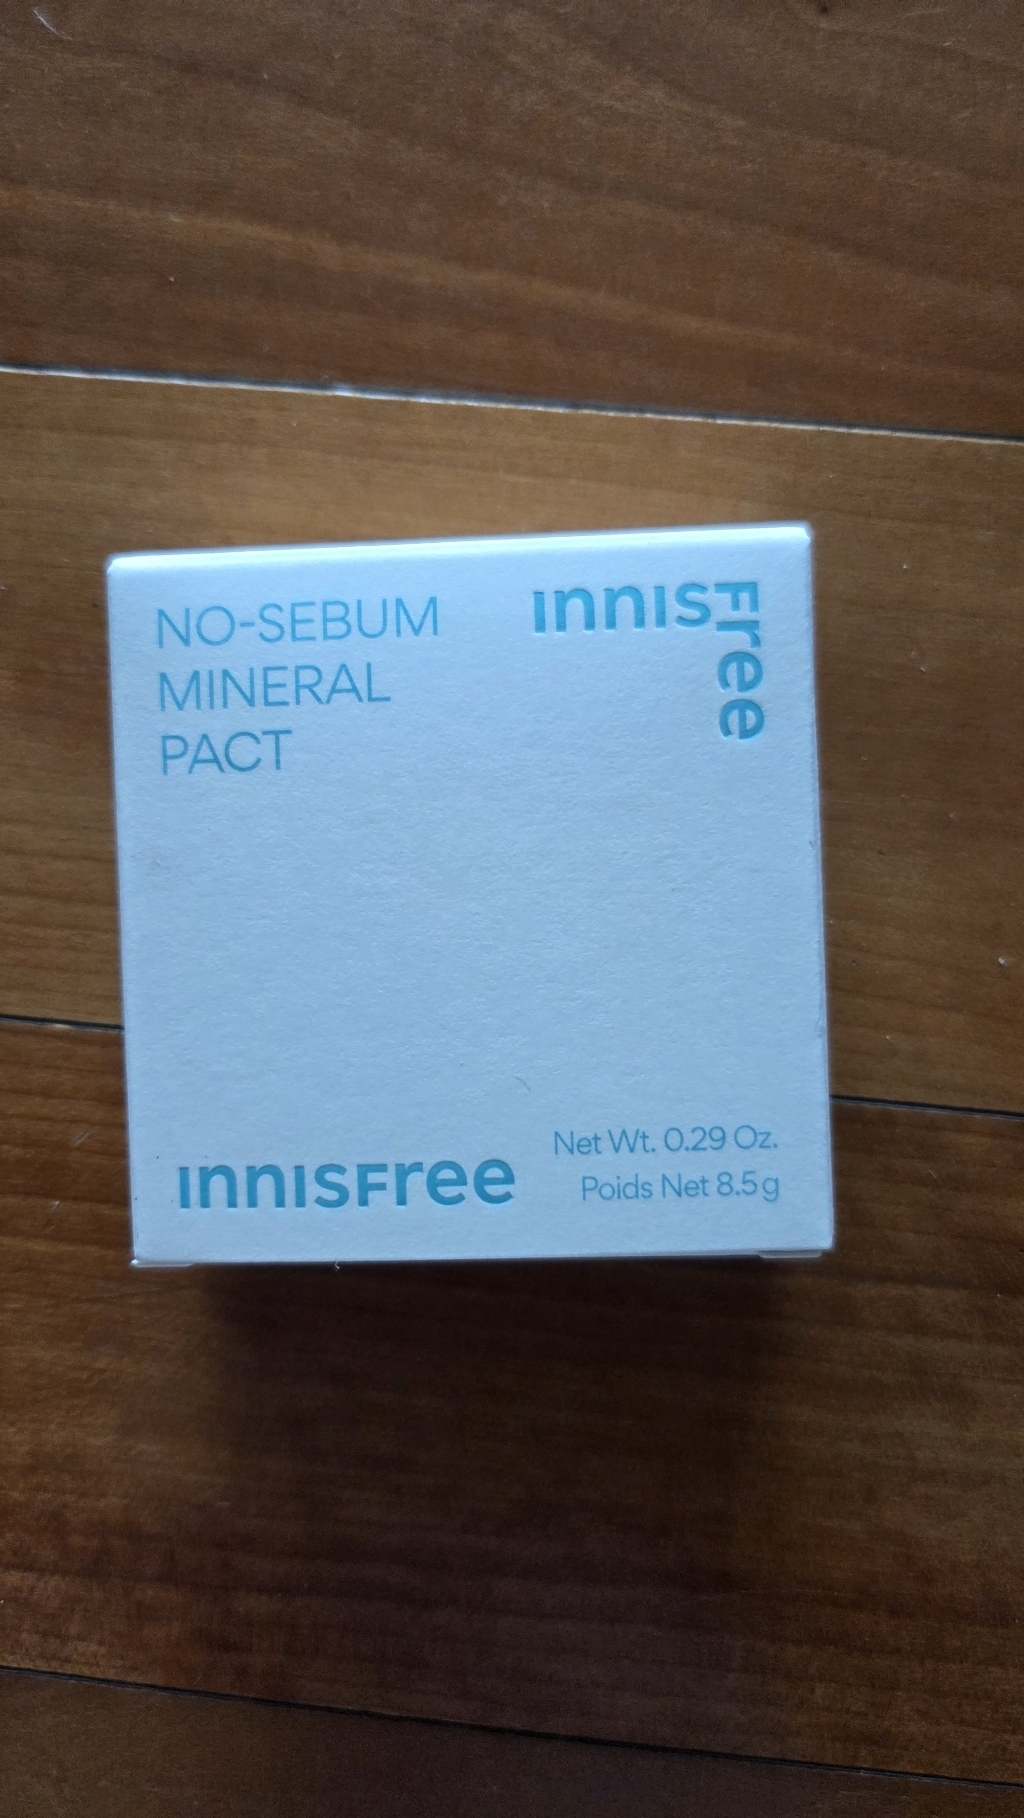 NO-SEBUM
MINERAL
PACT
innisFree
innisFree
Net Wt. 0.29 Oz.
Poids Net 8.5g